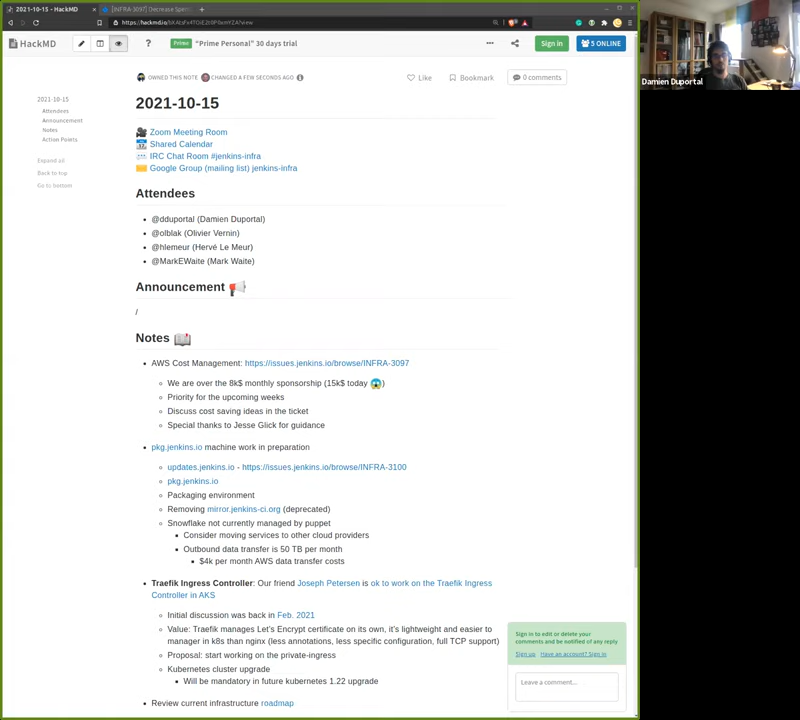 2021-10-15 - HackMD
[INFRA-3097] Decrease Spend
https://hackmd.io/
HackMD
?
Prime
"Prime Personal" 30 days trial
Sign in
5 ONLINE
Damien Duportal
OWNED THIS NOTE
CHANGED A FEW SECONDS AGO
Like
Bookmark
0 comments
2021-10-15
Attendees
Announcement
Notes
Action Points
Expand all
Back to top
Go to bottom
2021-10-15
Zoom Meeting Room
Shared Calendar
IRC Chat Room #jenkins-infra
Google Group (mailing list) jenkins-infra
Attendees
@dduportal (Damien Duportal)
@olblak (Olivier Vernin)
@hlemeur (Hervé Le Meur)
@MarkEWaite (Mark Waite)
Announcement
/
Notes
AWS Cost Management: https://issues.jenkins.io/browse/INFRA-3097
We are over the 8k$ monthly sponsorship (15k$ today 😱)
Priority for the upcoming weeks
Discuss cost saving ideas in the ticket
Special thanks to Jesse Glick for guidance
pkg.jenkins.io machine work in preparation
updates.jenkins.io - https://issues.jenkins.io/browse/INFRA-3100
pkg.jenkins.io
Packaging environment
Removing mirror.jenkins-ci.org (deprecated)
Snowflake not currently managed by puppet
Consider moving services to other cloud providers
Outbound data transfer is 50 TB per month
$4k per month AWS data transfer costs
Traefik Ingress Controller: Our friend Joseph Petersen is ok to work on the Traefik Ingress
Controller in AKS
Initial discussion was back in Feb. 2021
Value: Traefik manages Let's Encrypt certificate on its own, it's lightweight and easier to
manager in k8s than nginx (less annotations, less specific configuration, full TCP support)
Proposal: start working on the private-ingress
Kubernetes cluster upgrade
Will be mandatory in future kubernetes 1.22 upgrade
Review current infrastructure roadmap
Sign in to edit or delete your
comments and be notified of any reply
Sign up Have an account? Sign in
Leave a comment...